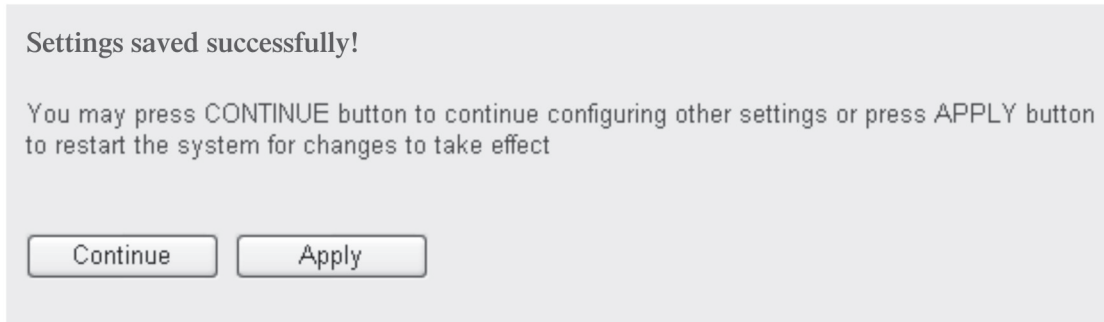 Settings saved successfully!
You may press CONTINUE button to continue configuring other settings or press APPLY button
to restart the system for changes to take effect
Continue
Apply